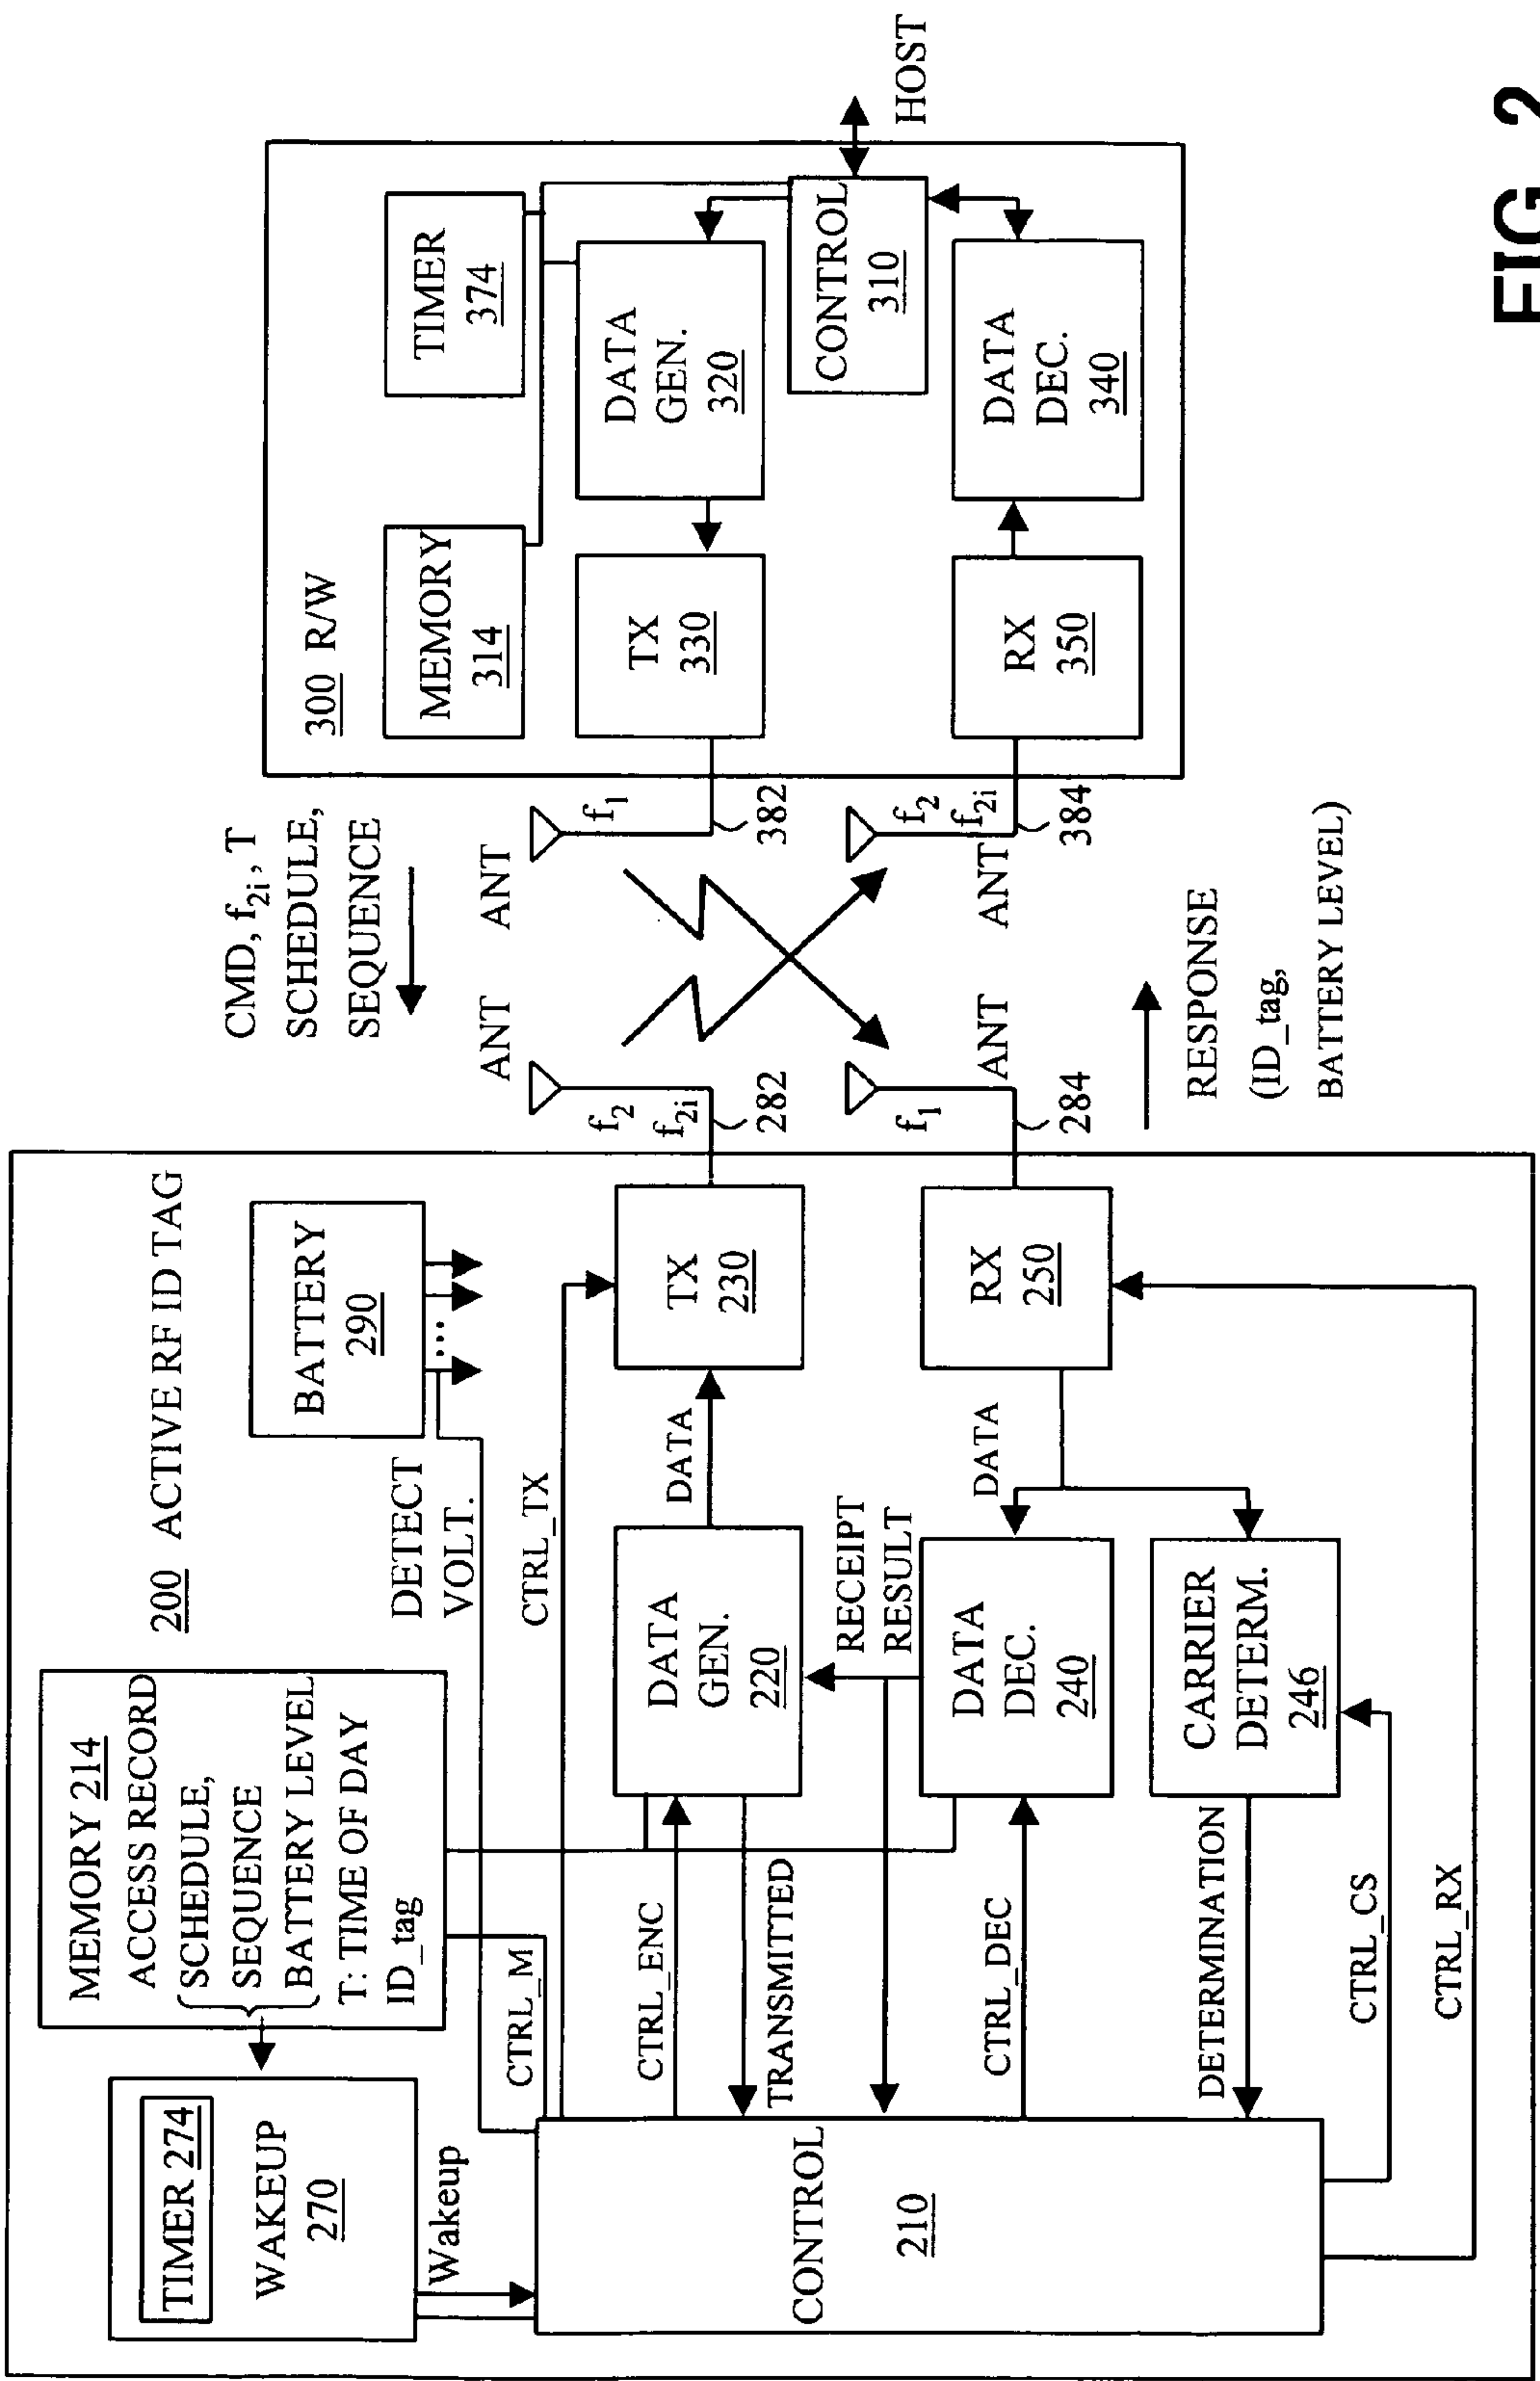 200 ACTIVE RF ID TAG
TIMER 274
WAKEUP
270
Wakeup
MEMORY 214
ACCESS RECORD
SCHEDULE,
SEQUENCE
BATTERY LEVEL
T: TIME OF DAY
ID_tag
BATTERY
290
...
DETECT
VOLT.
CTRL_M
CTRL_TX
CONTROL
210
CTRL_ENC
TRANSMITTED
DATA
GEN.
220
DATA
TX
230
RECEIPT
RESULT
CTRL_DEC
DATA
DEC.
240
DATA
RX
250
DETERMINATION
CARRIER
DETERM.
246
CTRL_CS
CTRL_RX
CMD, f2i, T
SCHEDULE,
SEQUENCE
ANT
f2
f2i
282
ANT
f1
382
ANT
f1
284
ANT
f2
f2i
384
RESPONSE
(ID_tag,
BATTERY LEVEL)
300 R/W
MEMORY
314
TIMER
374
TX
330
DATA
GEN.
320
CONTROL
310
HOST
RX
350
DATA
DEC.
340
FIG. 2